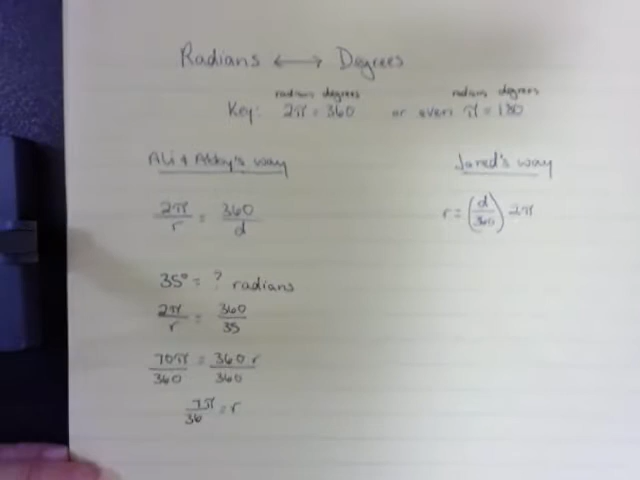 Radians ⟷ Degrees
radians degrees radians degrees
Key: 2π = 360 or even π = 180
Ali & Abby's way
2π/r = 360/d
35° = ? radians
2π/r = 360/35
70π/360 = 360 r/360
7π/36 = r
Jared's way
r = (d/360) 2π